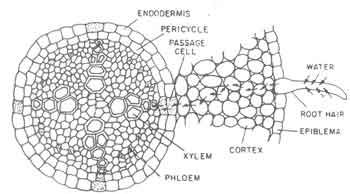 ENDODERMIS
PERICYCLE
PASSAGE
CELL
WATER
ROOT HAIR
EPIBLEMA
CORTEX
XYLEM
PHLOEM